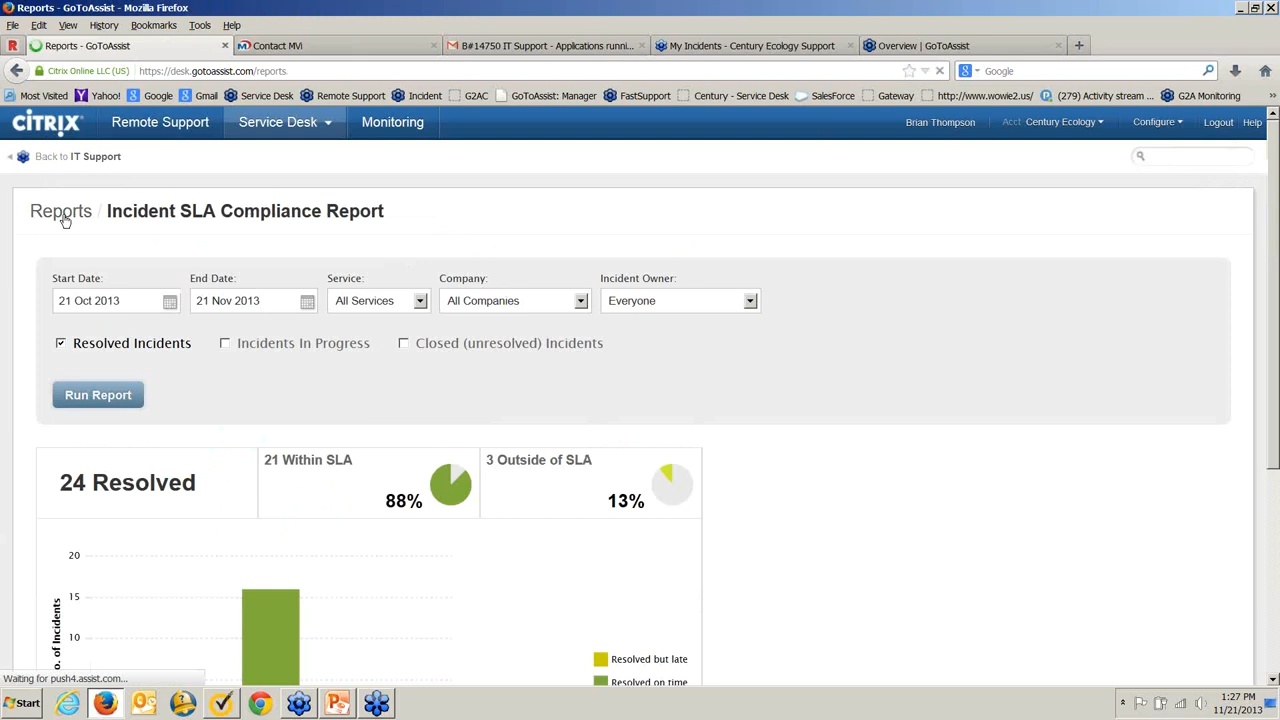 Reports - GoToAssist - Mozilla Firefox
File Edit View History Bookmarks Tools Help
Reports - GoToAssist
Contact MVi
B#14750 IT Support - Applications runni...
My Incidents - Century Ecology Support
Overview | GoToAssist
Citrix Online LLC (US)
https://desk.gotoassist.com/reports
Google
Most Visited Yahoo! Google Gmail Service Desk Remote Support Incident G2AC GoToAssist: Manager FastSupport Century - Service Desk SalesForce Gateway http://www.wowie2.us/ (279) Activity stream ... G2A Monitoring
CITRIX
Remote Support Service Desk Monitoring
Brian Thompson Acct Century Ecology Configure Logout Help
Back to IT Support
Reports / Incident SLA Compliance Report
Start Date: End Date: Service: Company: Incident Owner:
21 Oct 2013 21 Nov 2013 All Services All Companies Everyone
Resolved Incidents Incidents In Progress Closed (unresolved) Incidents
Run Report
24 Resolved
21 Within SLA
88%
3 Outside of SLA
13%
20
15
10
o. of Incidents
Resolved but late
Resolved on time
Waiting for push4.assist.com...
Start
1:27 PM
11/21/2013